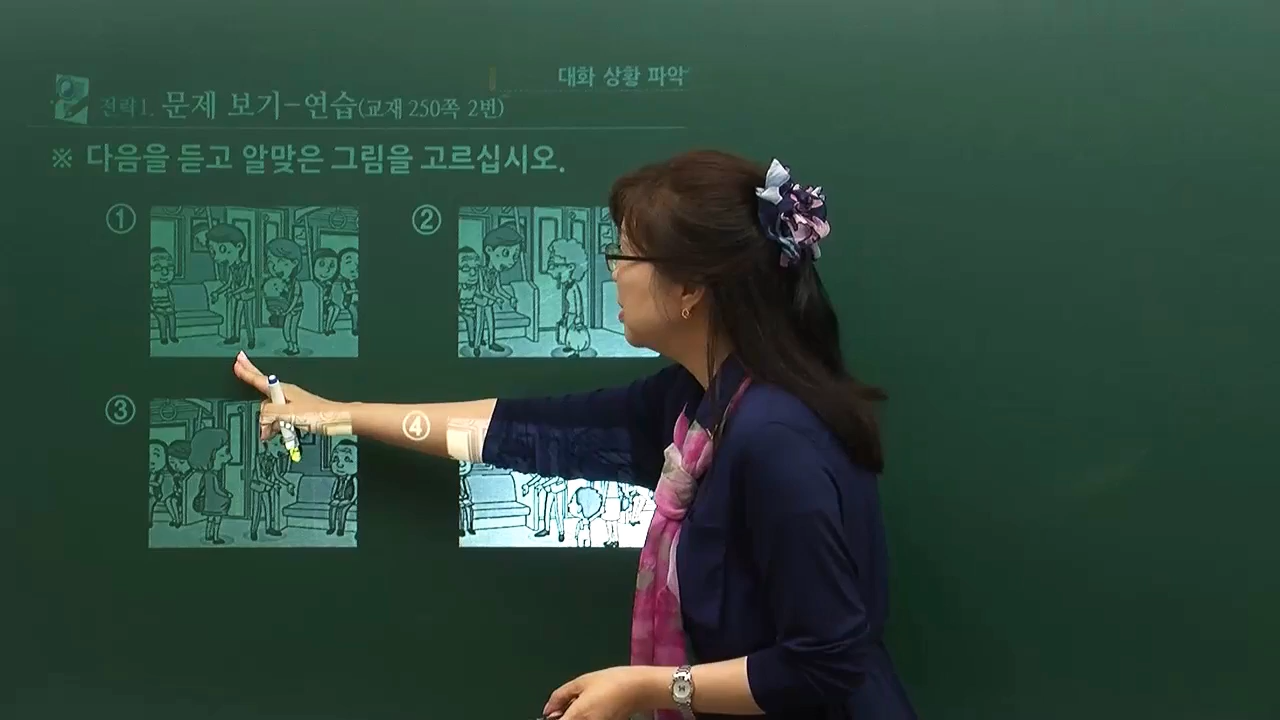 대화 상황 파악
전략1. 문제 보기-연습(교재 250쪽 2번)
※ 다음을 듣고 알맞은 그림을 고르십시오.
① ②
③ ④